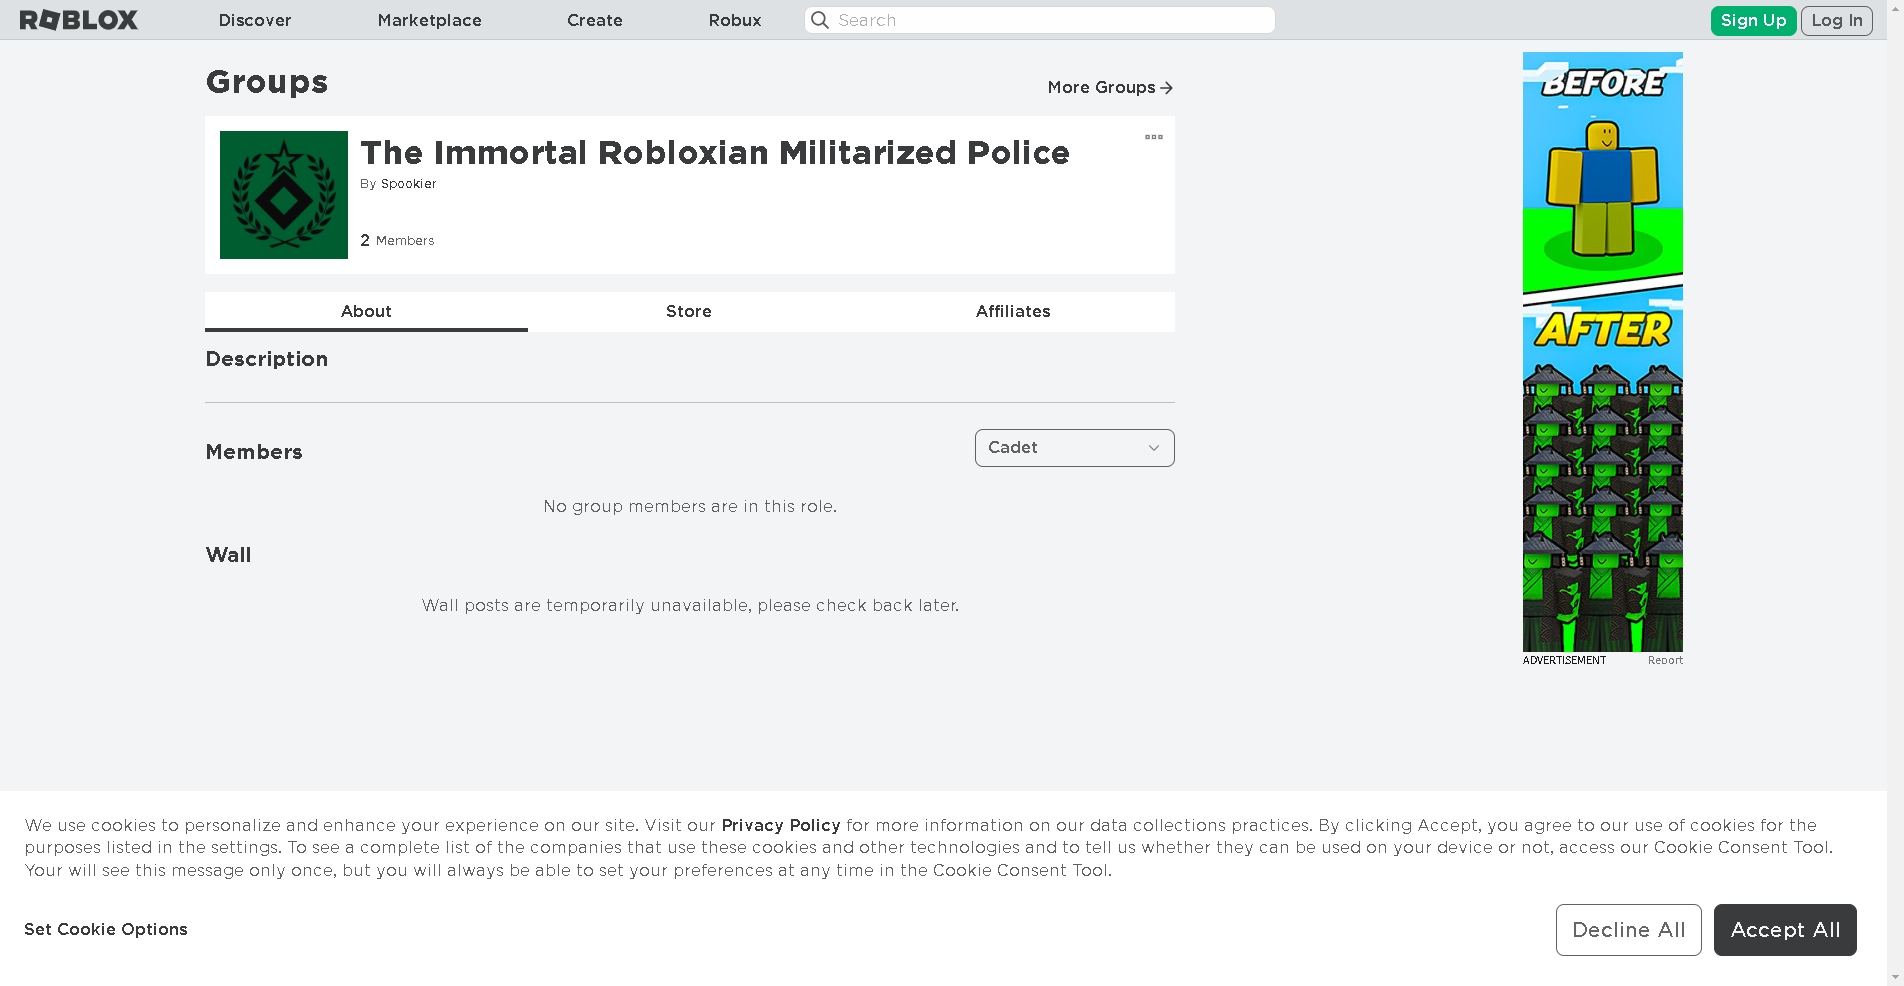 ROBLOX
Discover
Marketplace
Create
Robux
Search
Sign Up
Log In
Groups
More Groups
The Immortal Robloxian Militarized Police
By Spookier
2 Members
About
Store
Affiliates
Description
Members
Cadet
No group members are in this role.
Wall
Wall posts are temporarily unavailable, please check back later.
BEFORE
AFTER
ADVERTISEMENT
Report
We use cookies to personalize and enhance your experience on our site. Visit our Privacy Policy for more information on our data collections practices. By clicking Accept, you agree to our use of cookies for the
purposes listed in the settings. To see a complete list of the companies that use these cookies and other technologies and to tell us whether they can be used on your device or not, access our Cookie Consent Tool.
Your will see this message only once, but you will always be able to set your preferences at any time in the Cookie Consent Tool.
Set Cookie Options
Decline All
Accept All